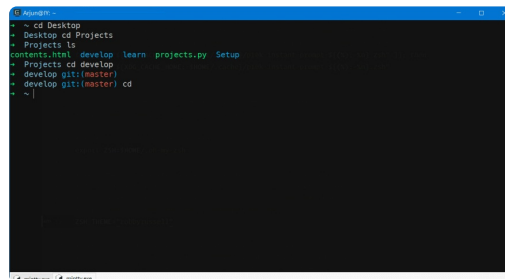 Arjun@IY: ~
→ ~ cd Desktop
→ Desktop cd Projects
→ Projects ls
contents.html develop learn projects.py Setup
→ Projects cd develop
→ develop git:(master)
→ develop git:(master) cd
→ ~